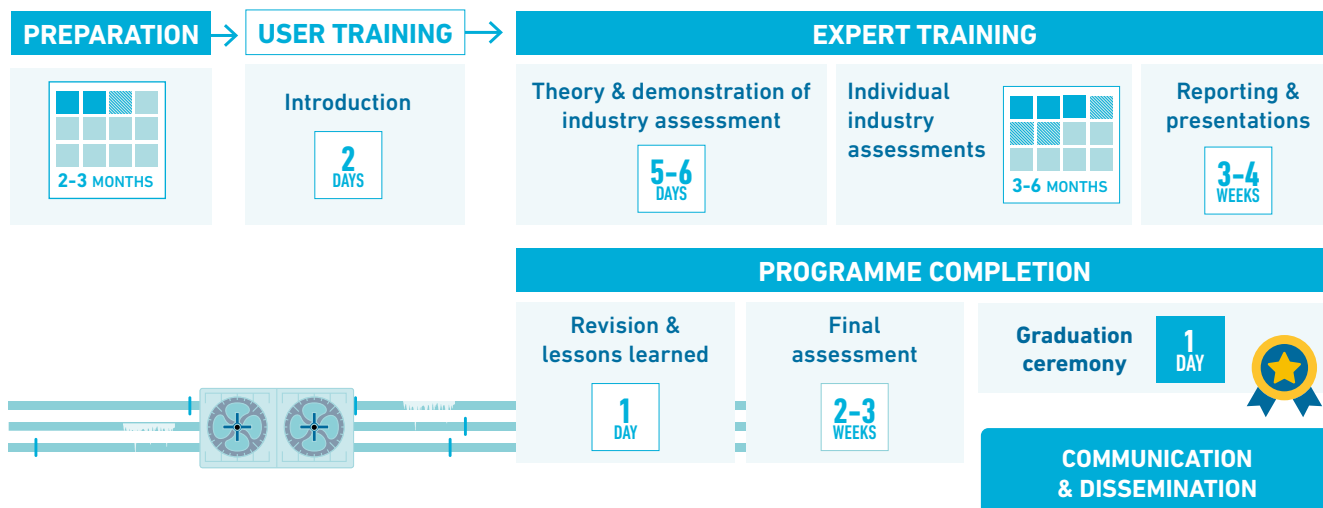 PREPARATION
2-3 MONTHS
USER TRAINING
Introduction
2
DAYS
EXPERT TRAINING
Theory & demonstration of
industry assessment
5-6
DAYS
Individual
industry
assessments
3-6 MONTHS
Reporting &
presentations
3-4
WEEKS
PROGRAMME COMPLETION
Revision &
lessons learned
1
DAY
Final
assessment
2-3
WEEKS
Graduation
ceremony
1
DAY
COMMUNICATION
& DISSEMINATION